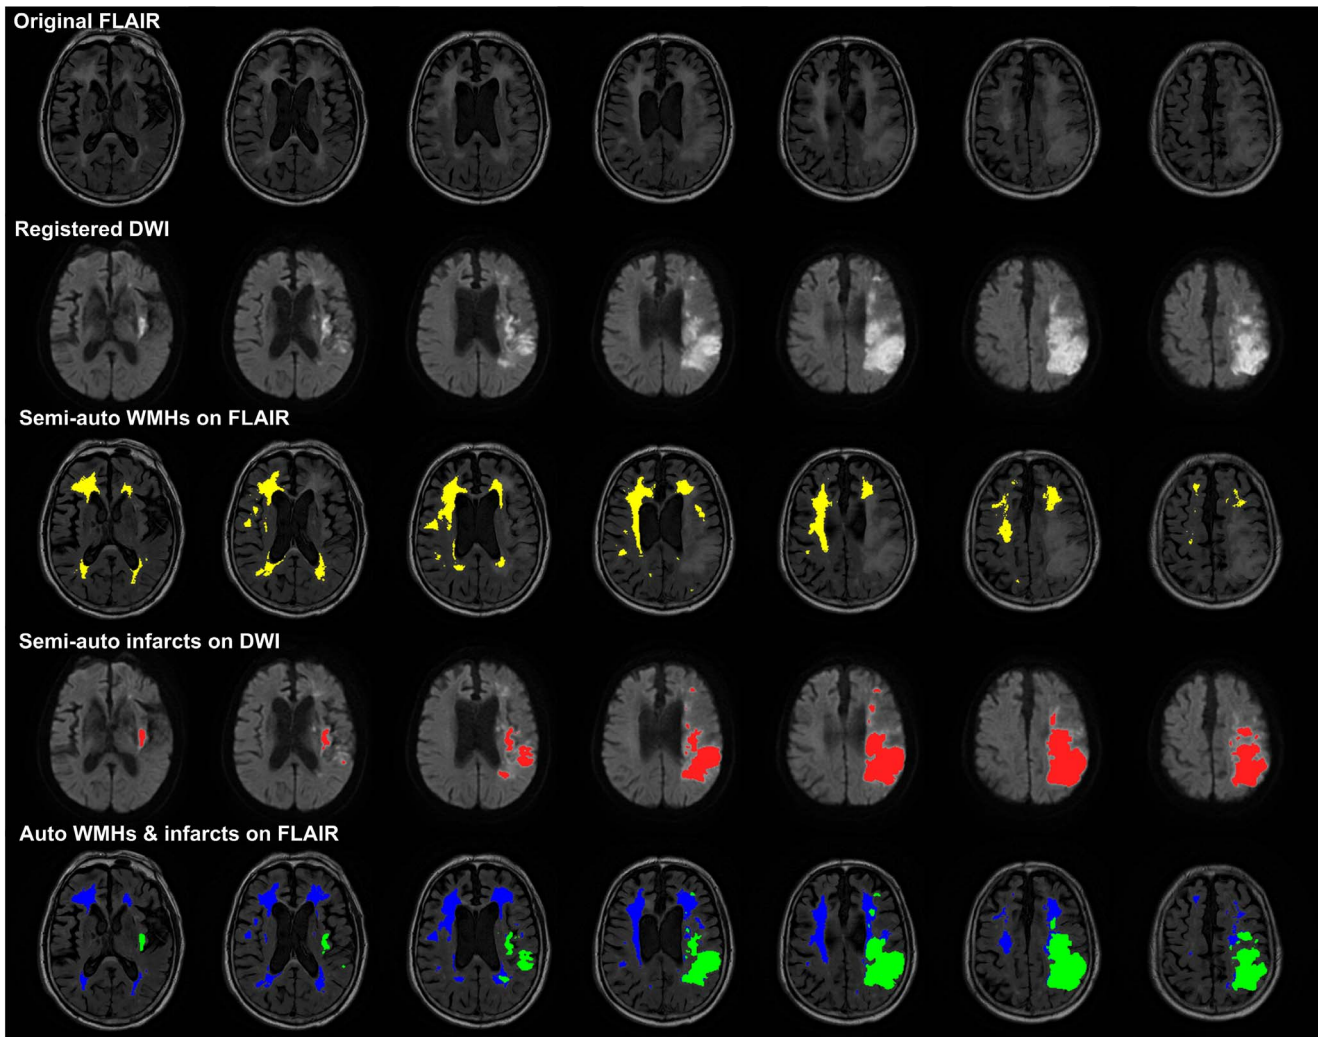 Original FLAIR
Registered DWI
Semi-auto WMHs on FLAIR
Semi-auto infarcts on DWI
Auto WMHs & infarcts on FLAIR